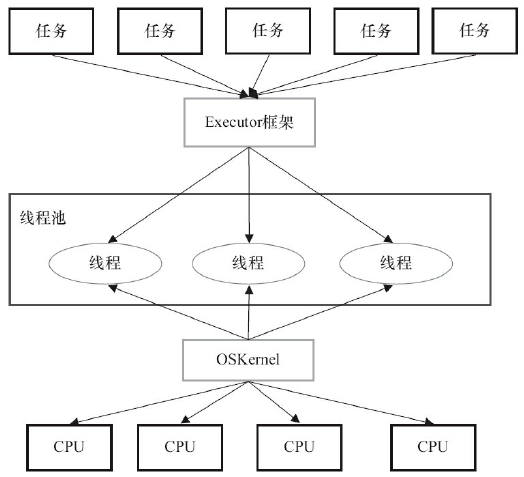 任务 任务 任务 任务 任务
Executor框架
线程池
线程 线程 线程
OSKernel
CPU CPU CPU CPU